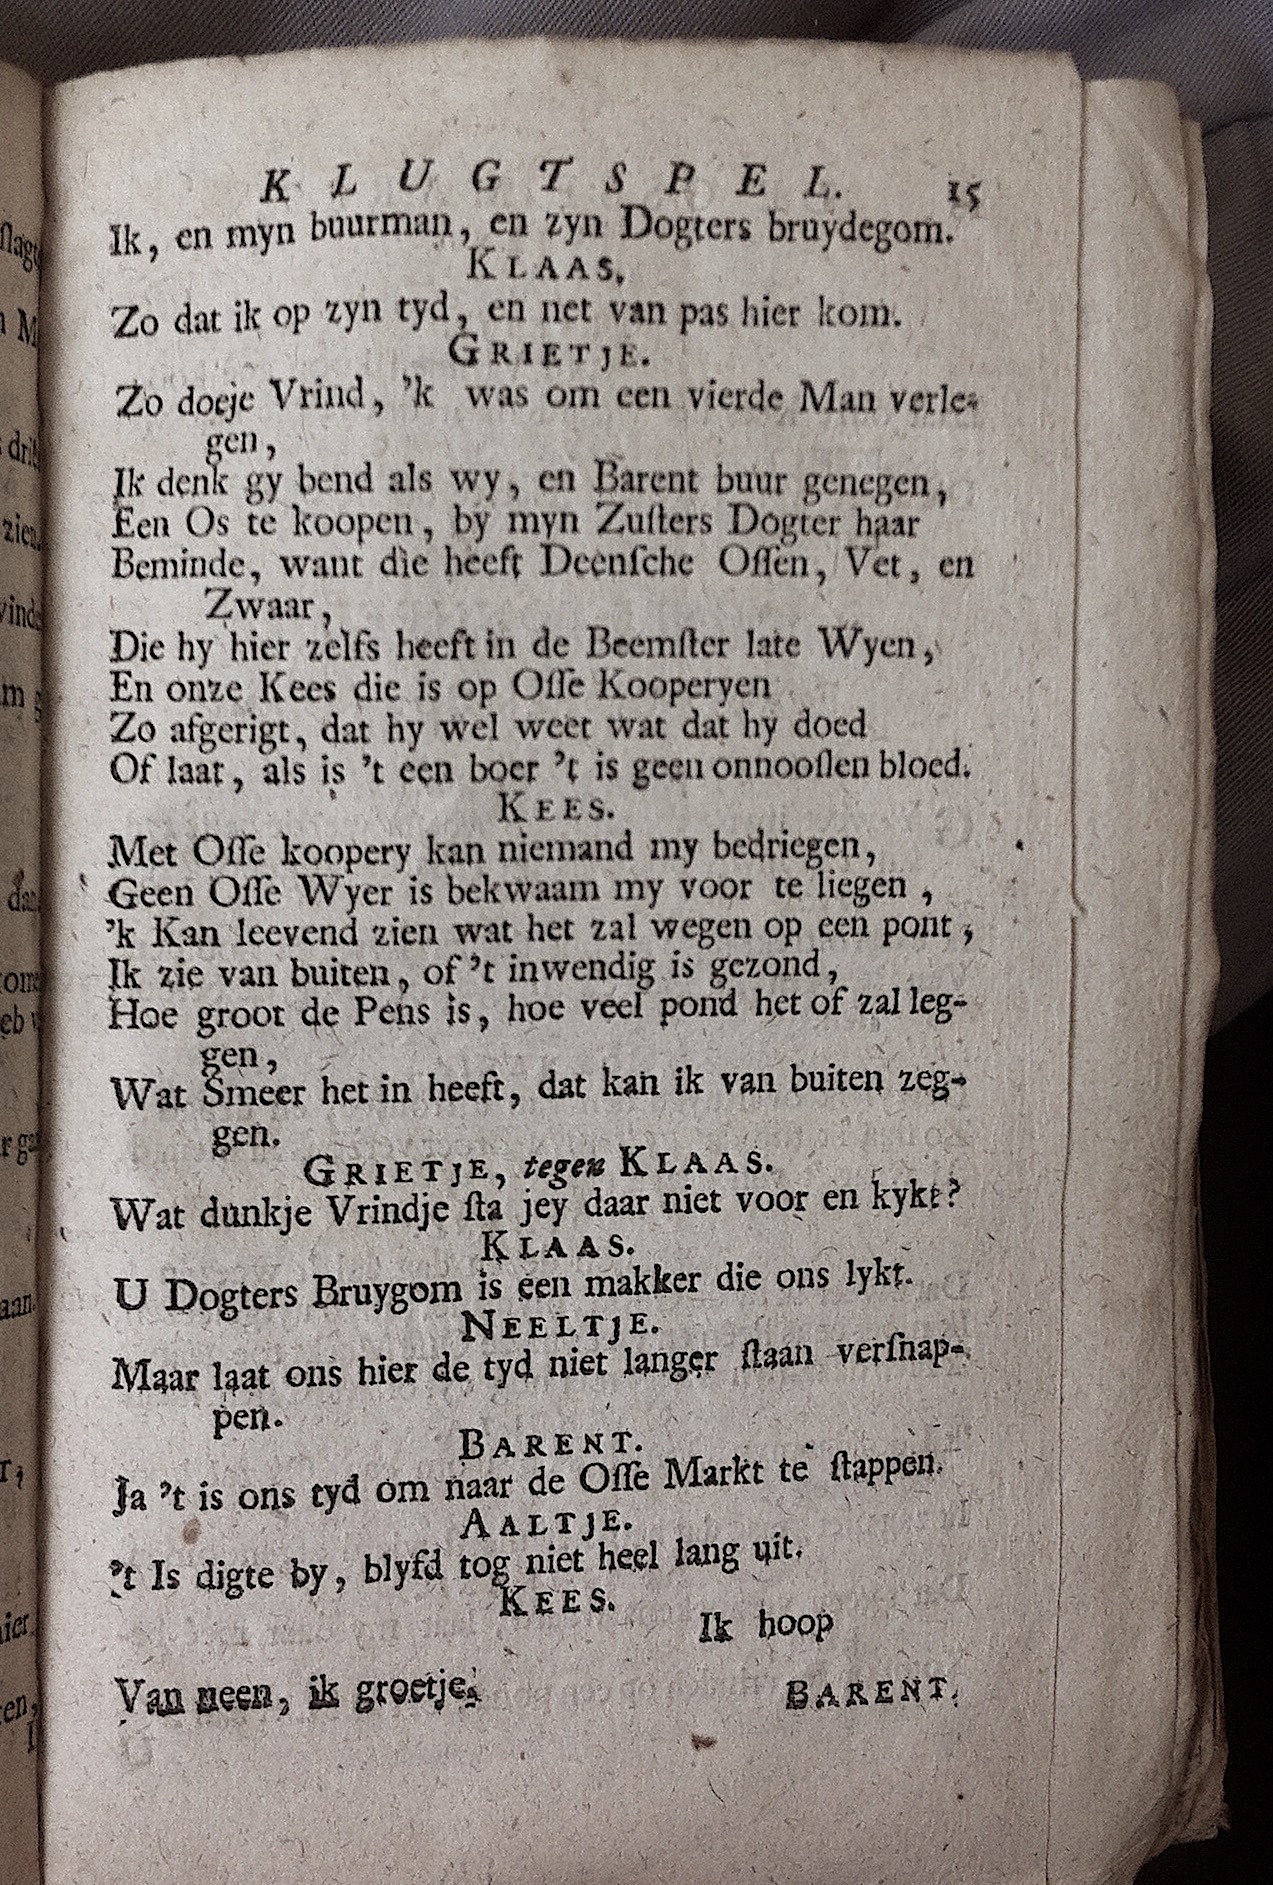 KLUGTSPEL. 15
Ik, en myn buurman, en zyn Dogters bruydegom.
KLAAS.
Zo dat ik op zyn tyd, en net van pas hier kom.
GRIETJE.
Zo doeje Vrind, 'k was om een vierde Man verle-
gen,
Ik denk gy bend als wy, en Barent buur genegen,
Een Os te koopen, by myn Zuſters Dogter haar
Beminde, want die heeft Deenſche Oſſen, Vet, en
Zwaar,
Die hy hier zelfs heeft in de Beemſter late Wyen,
En onze Kees die is op Oſſe Kooperyen
Zo afgerigt, dat hy wel weet wat dat hy doed
Of laat, als is 't een boer 't is geen onnooſlen bloed.
KEES.
Met Oſſe koopery kan niemand my bedriegen,
Geen Oſſe Wyer is bekwaam my voor te liegen,
'k Kan leevend zien wat het zal wegen op een pont,
Ik zie van buiten, of 't inwendig is gezond,
Hoe groot de Pens is, hoe veel pond het of zal leg-
gen,
Wat Smeer het in heeft, dat kan ik van buiten zeg-
gen.
GRIETJE, tegen KLAAS.
Wat dunkje Vrindje ſta jey daar niet voor en kykt?
KLAAS.
U Dogters Bruygom is een makker die ons lykt.
NEELTJE.
Maar laat ons hier de tyd niet langer ſtaan verſnap-
pen.
BARENT.
Ja 't is ons tyd om naar de Oſſe Markt te ſtappen.
AALTJE.
't Is digte by, blyfd tog niet heel lang uit.
KEES.
Ik hoop
Van neen, ik groetje.
BARENT.